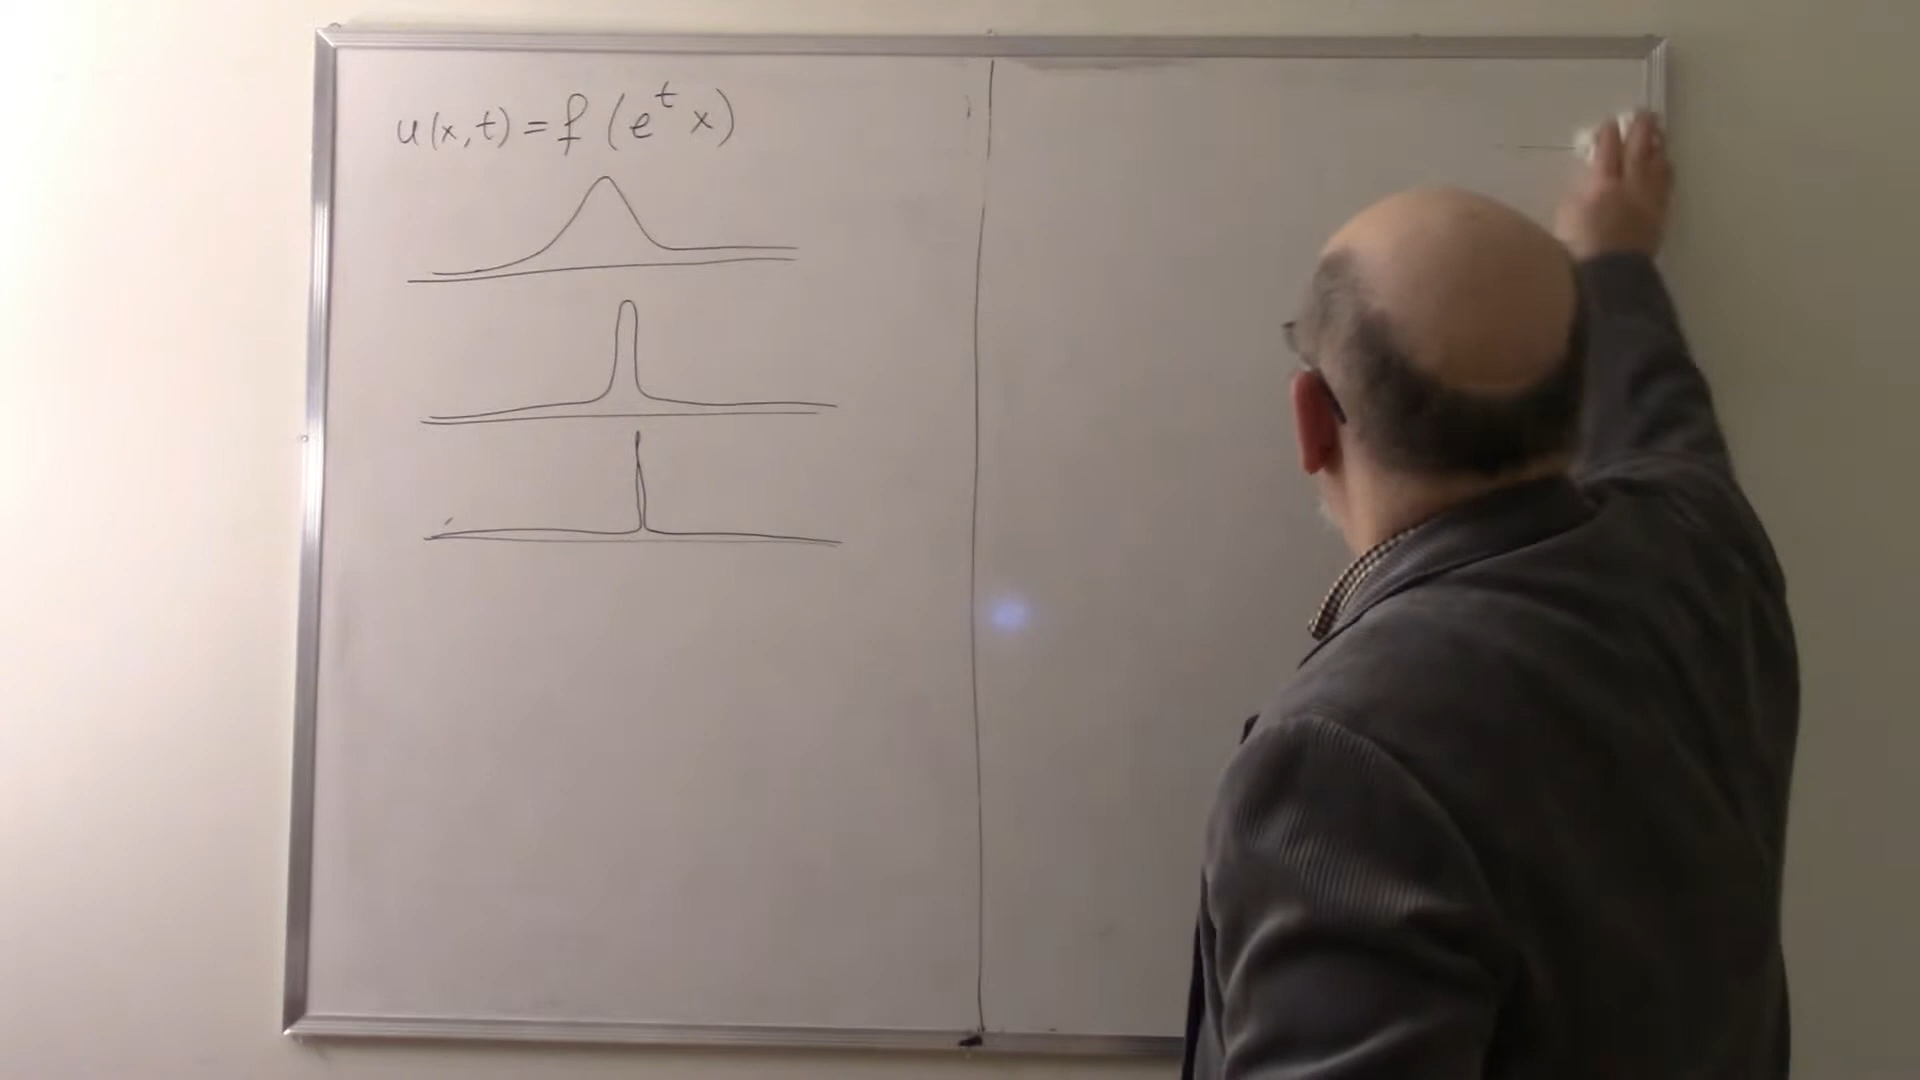 u(x,t) = f(e^t x)